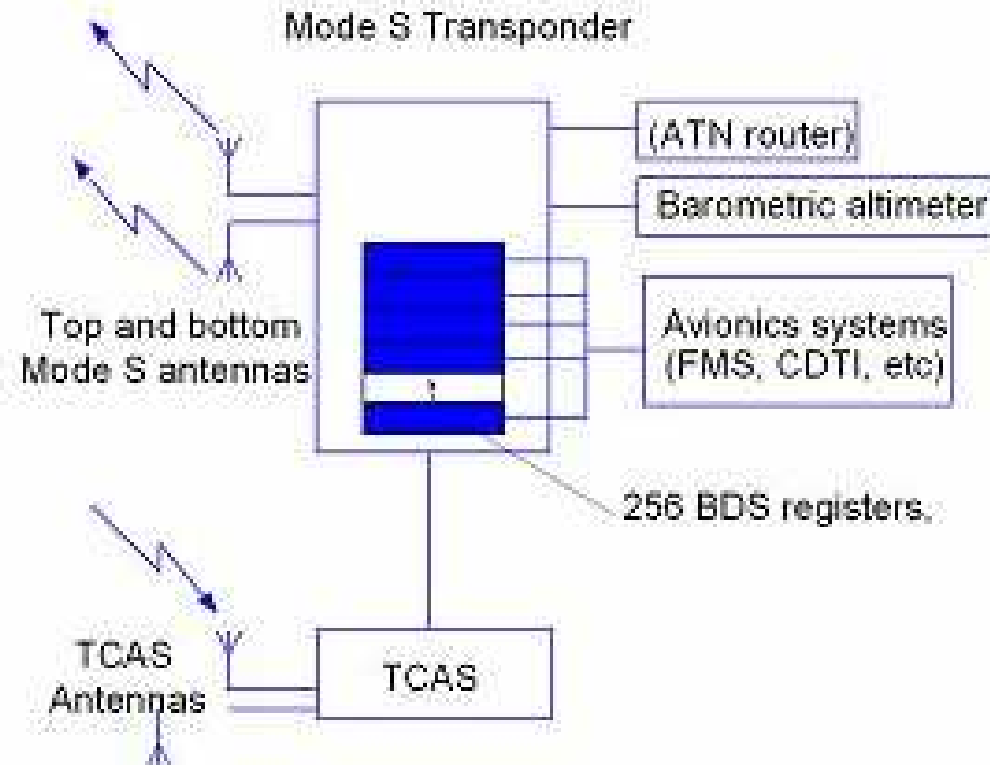 Mode S Transponder
(ATN router)
Barometric altimeter
Top and bottom
Mode S antennas
Avionics systems
(FMS, CDTI, etc)
256 BDS registers.
TCAS
Antennas
TCAS